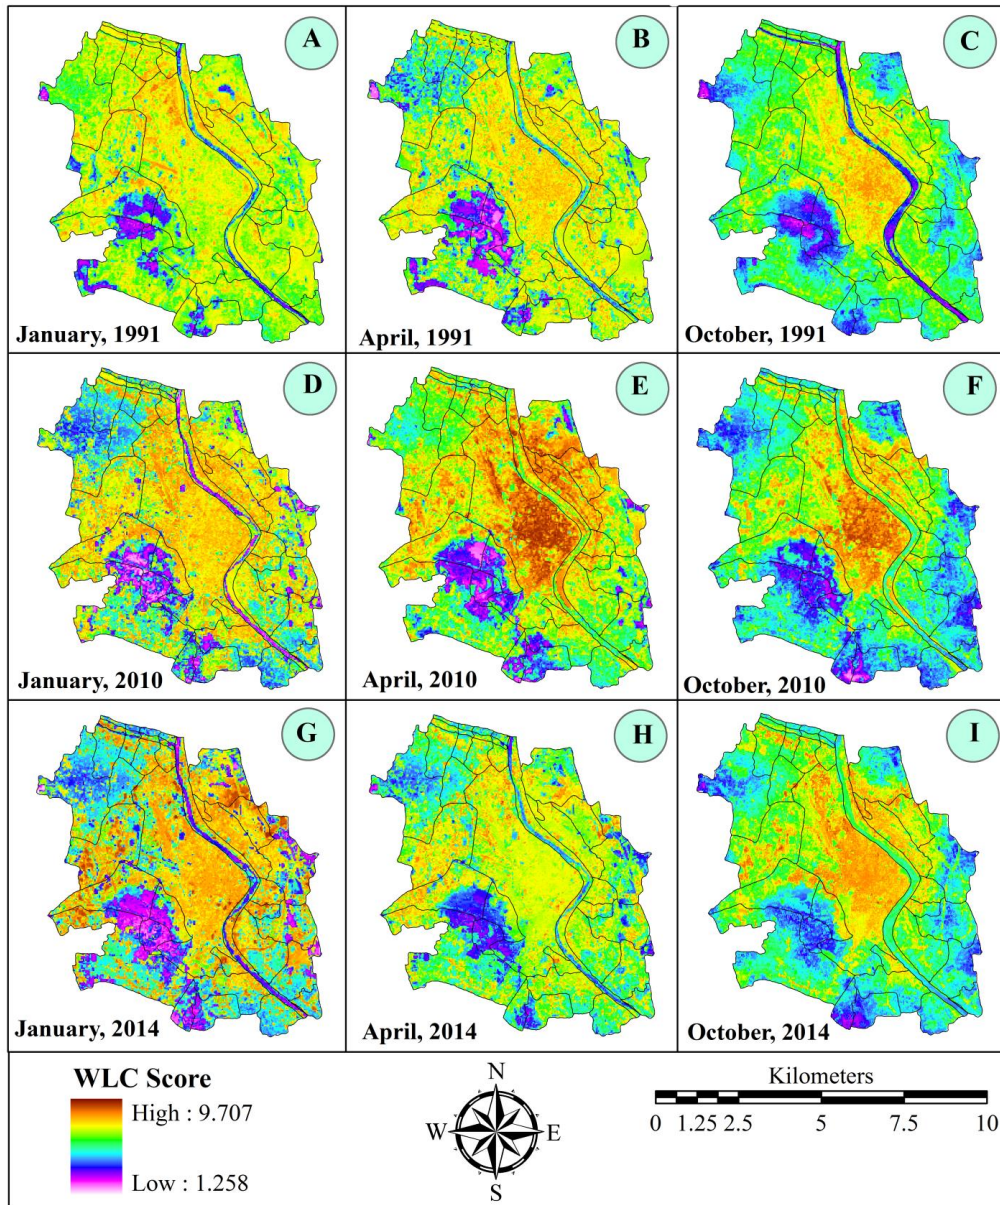 A
B
C
January, 1991
April, 1991
October, 1991
D
E
F
January, 2010
April, 2010
October, 2010
G
H
I
January, 2014
April, 2014
October, 2014
WLC Score
High : 9.707
Low : 1.258
N
W E
S
Kilometers
0 1.25 2.5 5 7.5 10